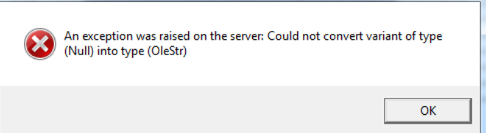 An exception was raised on the server: Could not convert variant of type
(Null) into type (OleStr)
OK